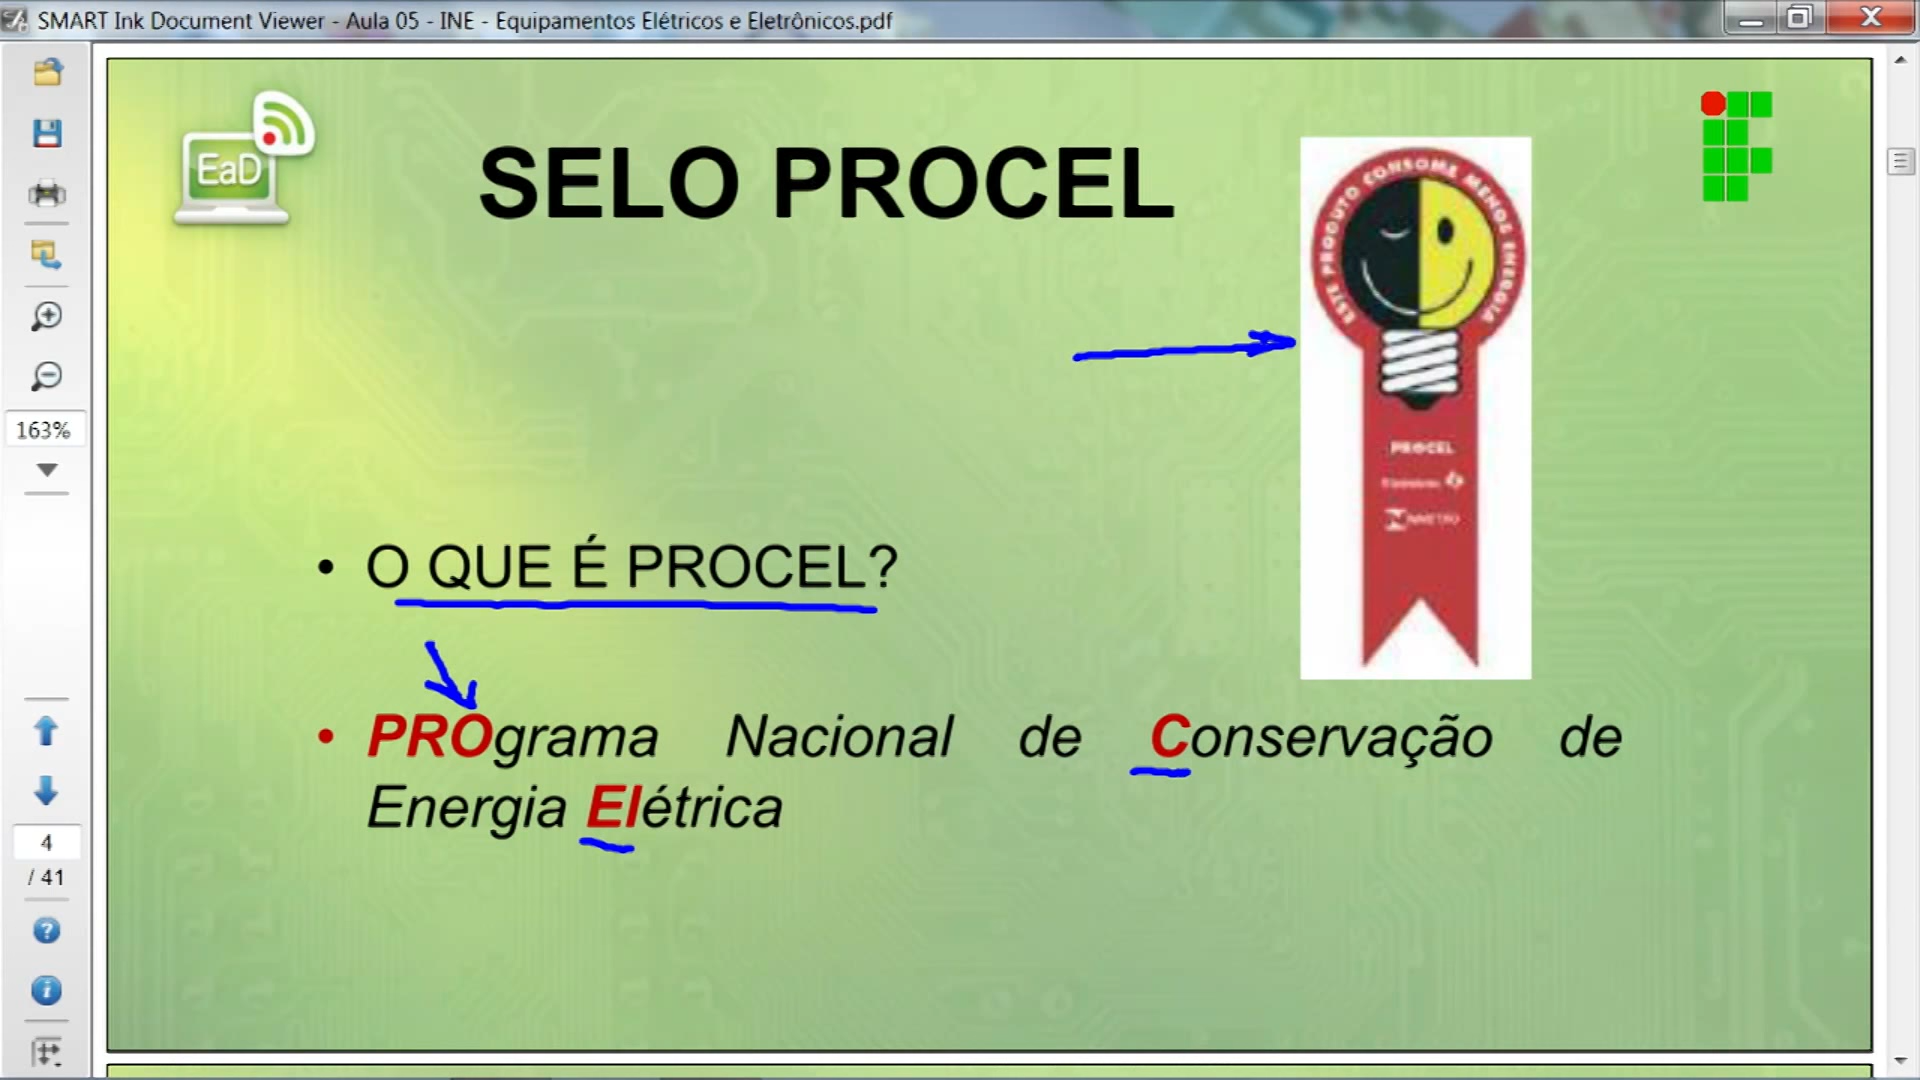 SMART Ink Document Viewer - Aula 05 - INE - Equipamentos Elétricos e Eletrônicos.pdf
EaD
SELO PROCEL
ESTE PRODUTO CONSOME MENOS ENERGIA
PROCEL
INMETRO
163%
• O QUE É PROCEL?
• PROgrama Nacional de Conservação de
Energia Elétrica
4
/ 41